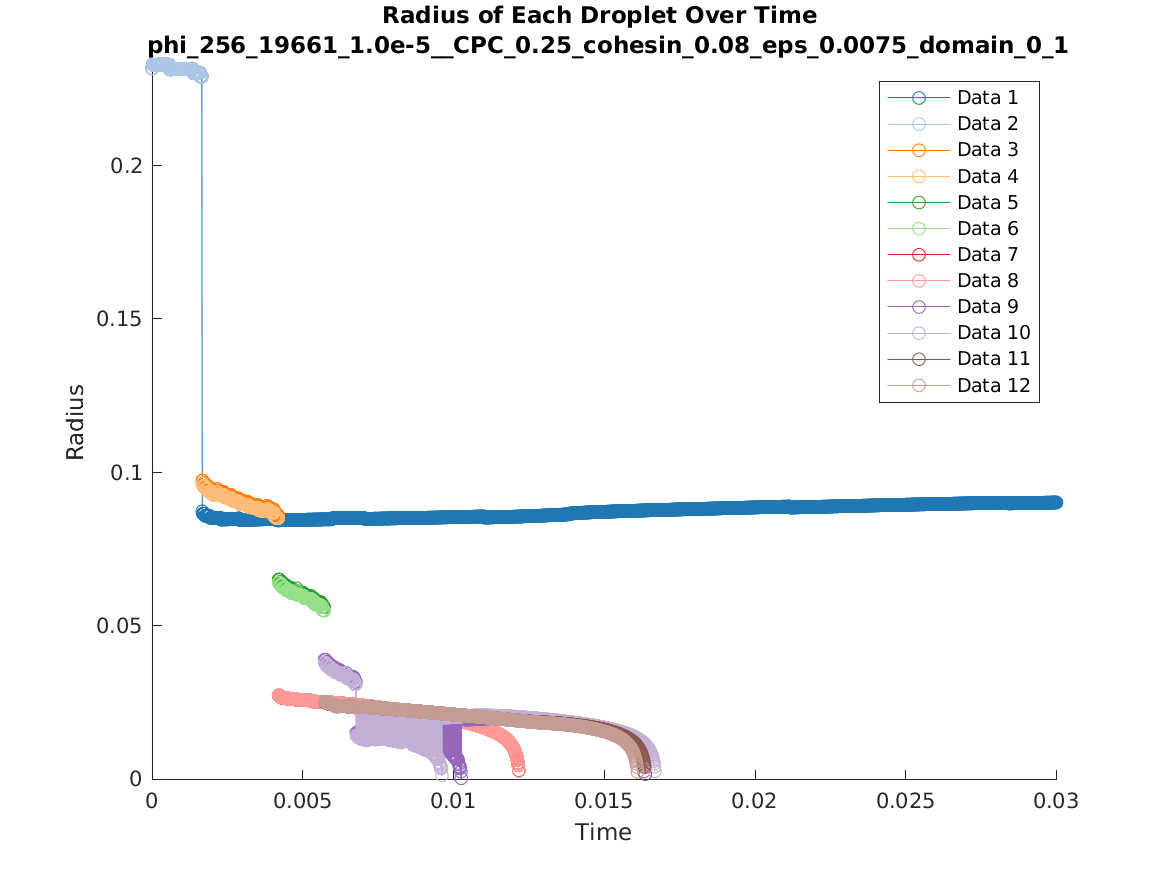 Radius of Each Droplet Over Time
phi_256_19661_1.0e-5__CPC_0.25_cohesin_0.08_eps_0.0075_domain_0_1
Data 1
Data 2
Data 3
Data 4
Data 5
Data 6
Data 7
Data 8
Data 9
Data 10
Data 11
Data 12
0.2
0.15
0.1
0.05
0
Radius
0
0.005
0.01
0.015
0.02
0.025
0.03
Time